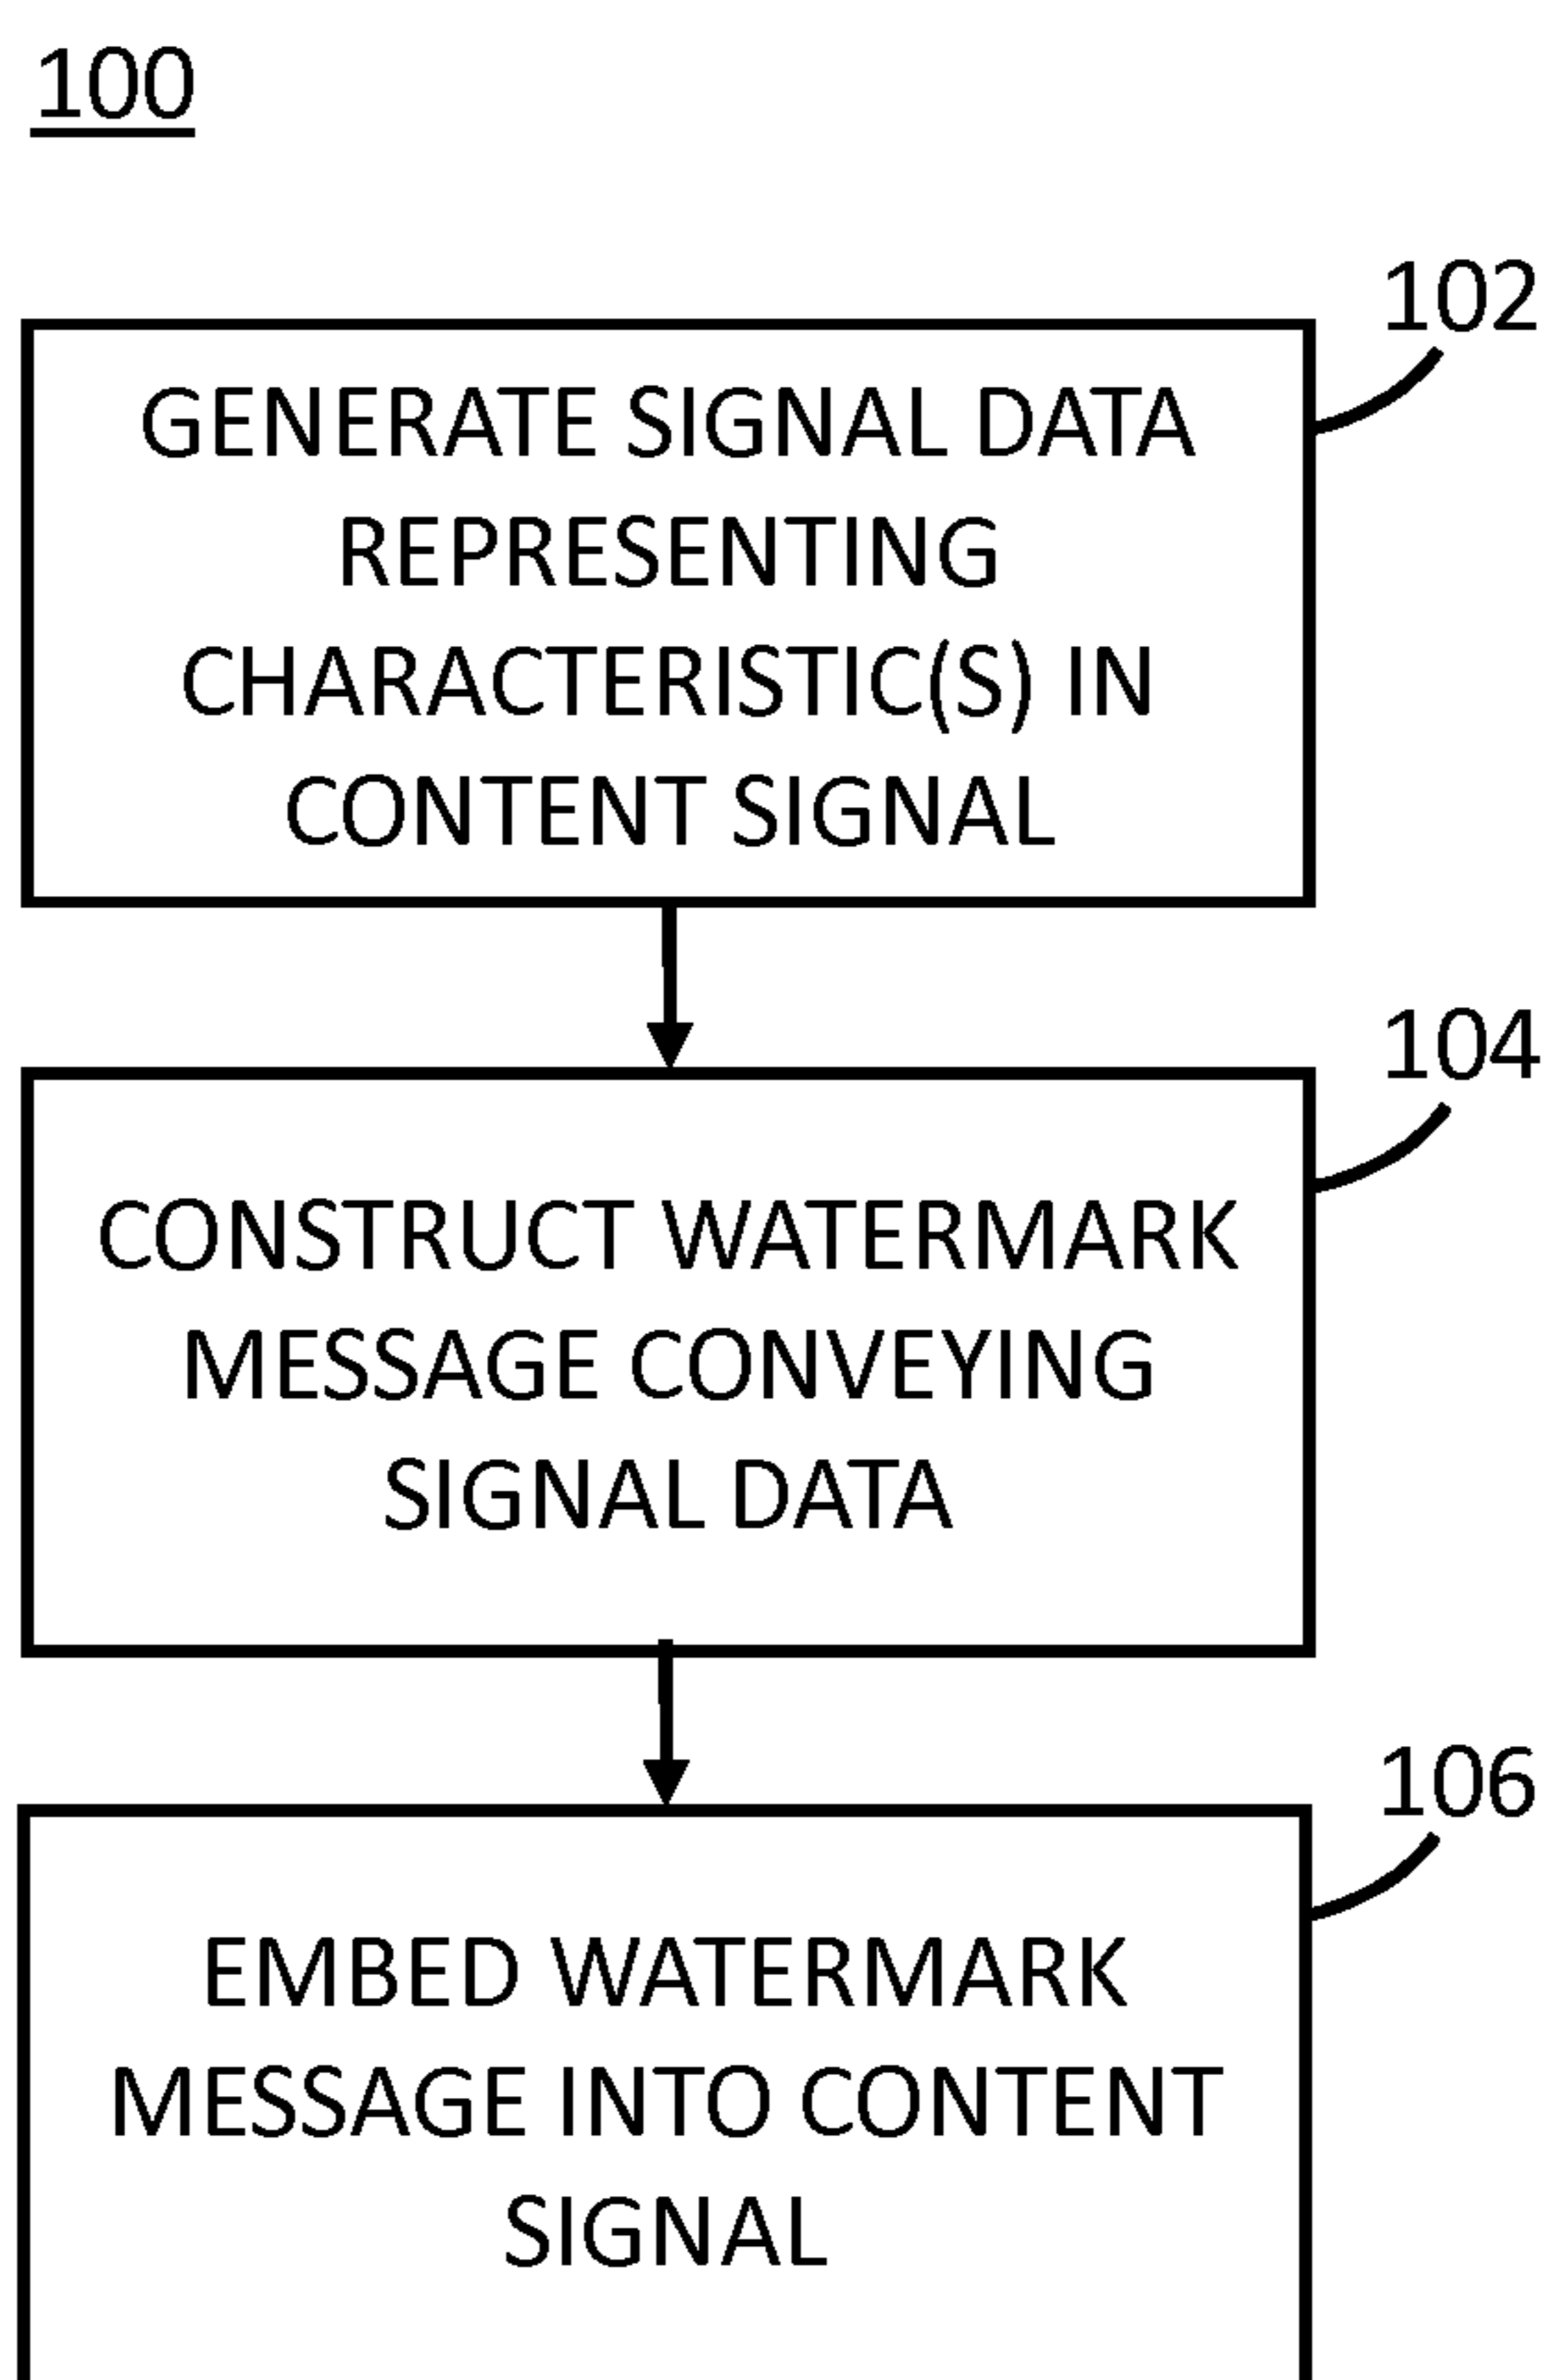 100
102
GENERATE SIGNAL DATA
REPRESENTING
CHARACTERISTIC(S) IN
CONTENT SIGNAL
104
CONSTRUCT WATERMARK
MESSAGE CONVEYING
SIGNAL DATA
106
EMBED WATERMARK
MESSAGE INTO CONTENT
SIGNAL